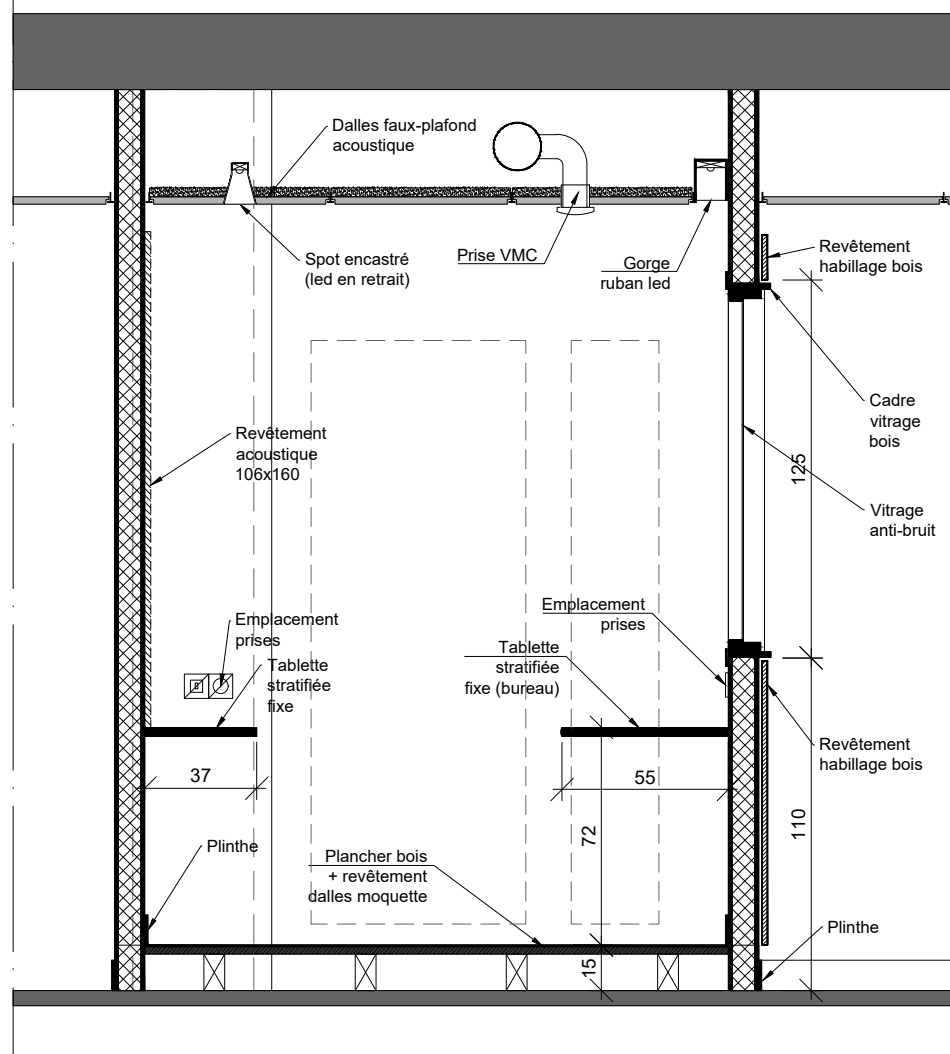 Dalles faux-plafond
acoustique
Spot encastré
(led en retrait)
Prise VMC
Gorge
ruban led
Revêtement
habillage bois
Cadre
vitrage
bois
Revêtement
acoustique
106x160
125
Vitrage
anti-bruit
Emplacement
prises
Emplacement
prises
Tablette
stratifiée
fixe
Tablette
stratifiée
fixe (bureau)
Revêtement
habillage bois
37
55
72
110
Plinthe
Plancher bois
+ revêtement
dalles moquette
Plinthe
15